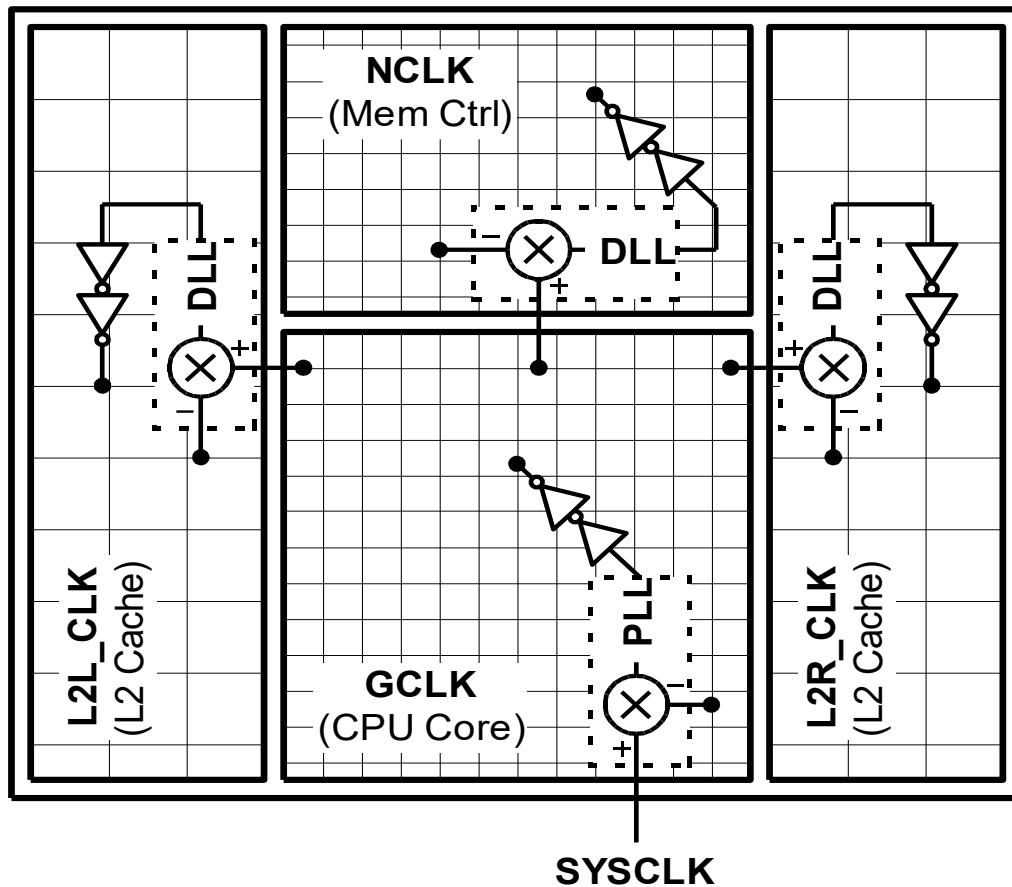 NCLK
(Mem Ctrl)
−
DLL
+
DLL
+
−
DLL
+
−
L2L_CLK
(L2 Cache)
GCLK
(CPU Core)
PLL
−
+
L2R_CLK
(L2 Cache)
SYSCLK